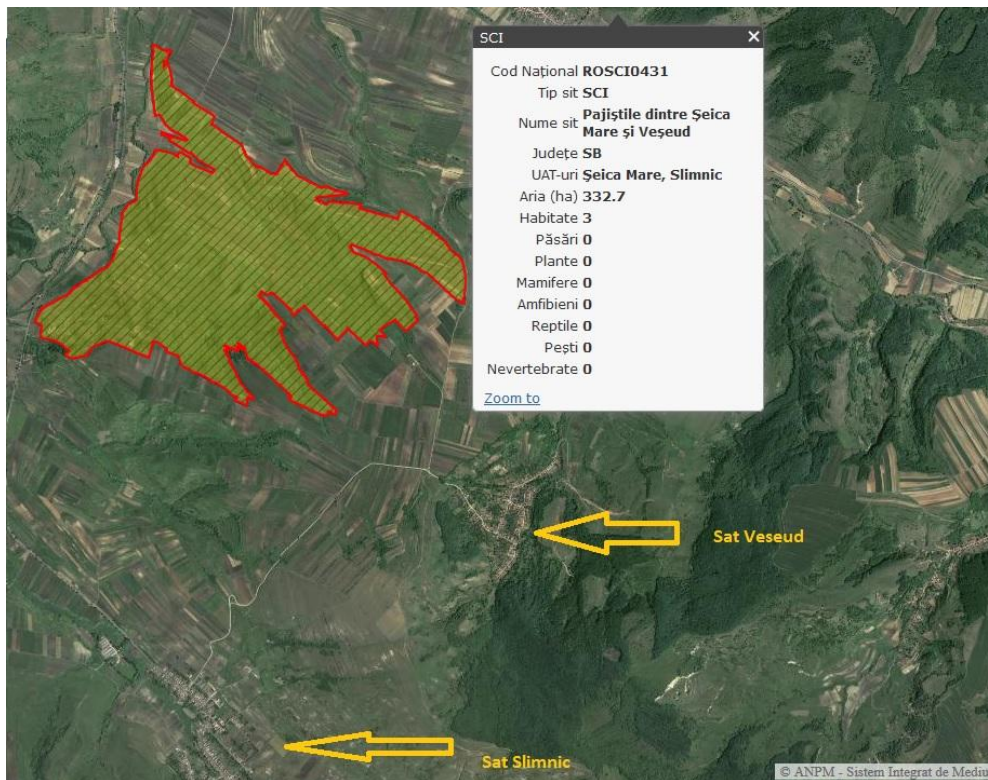 SCI
Cod Național ROSCI0431
Tip sit SCI
Nume sit Pajiștile dintre Șeica
Mare și Veșeud
Județe SB
UAT-uri Șeica Mare, Slimnic
Aria (ha) 332.7
Habitate 3
Păsări 0
Plante 0
Mamifere 0
Amfibieni 0
Reptile 0
Pești 0
Nevertebrate 0
Zoom to
Sat Veseud
Sat Slimnic
© ANPM - Sistem Integrat de Mediu